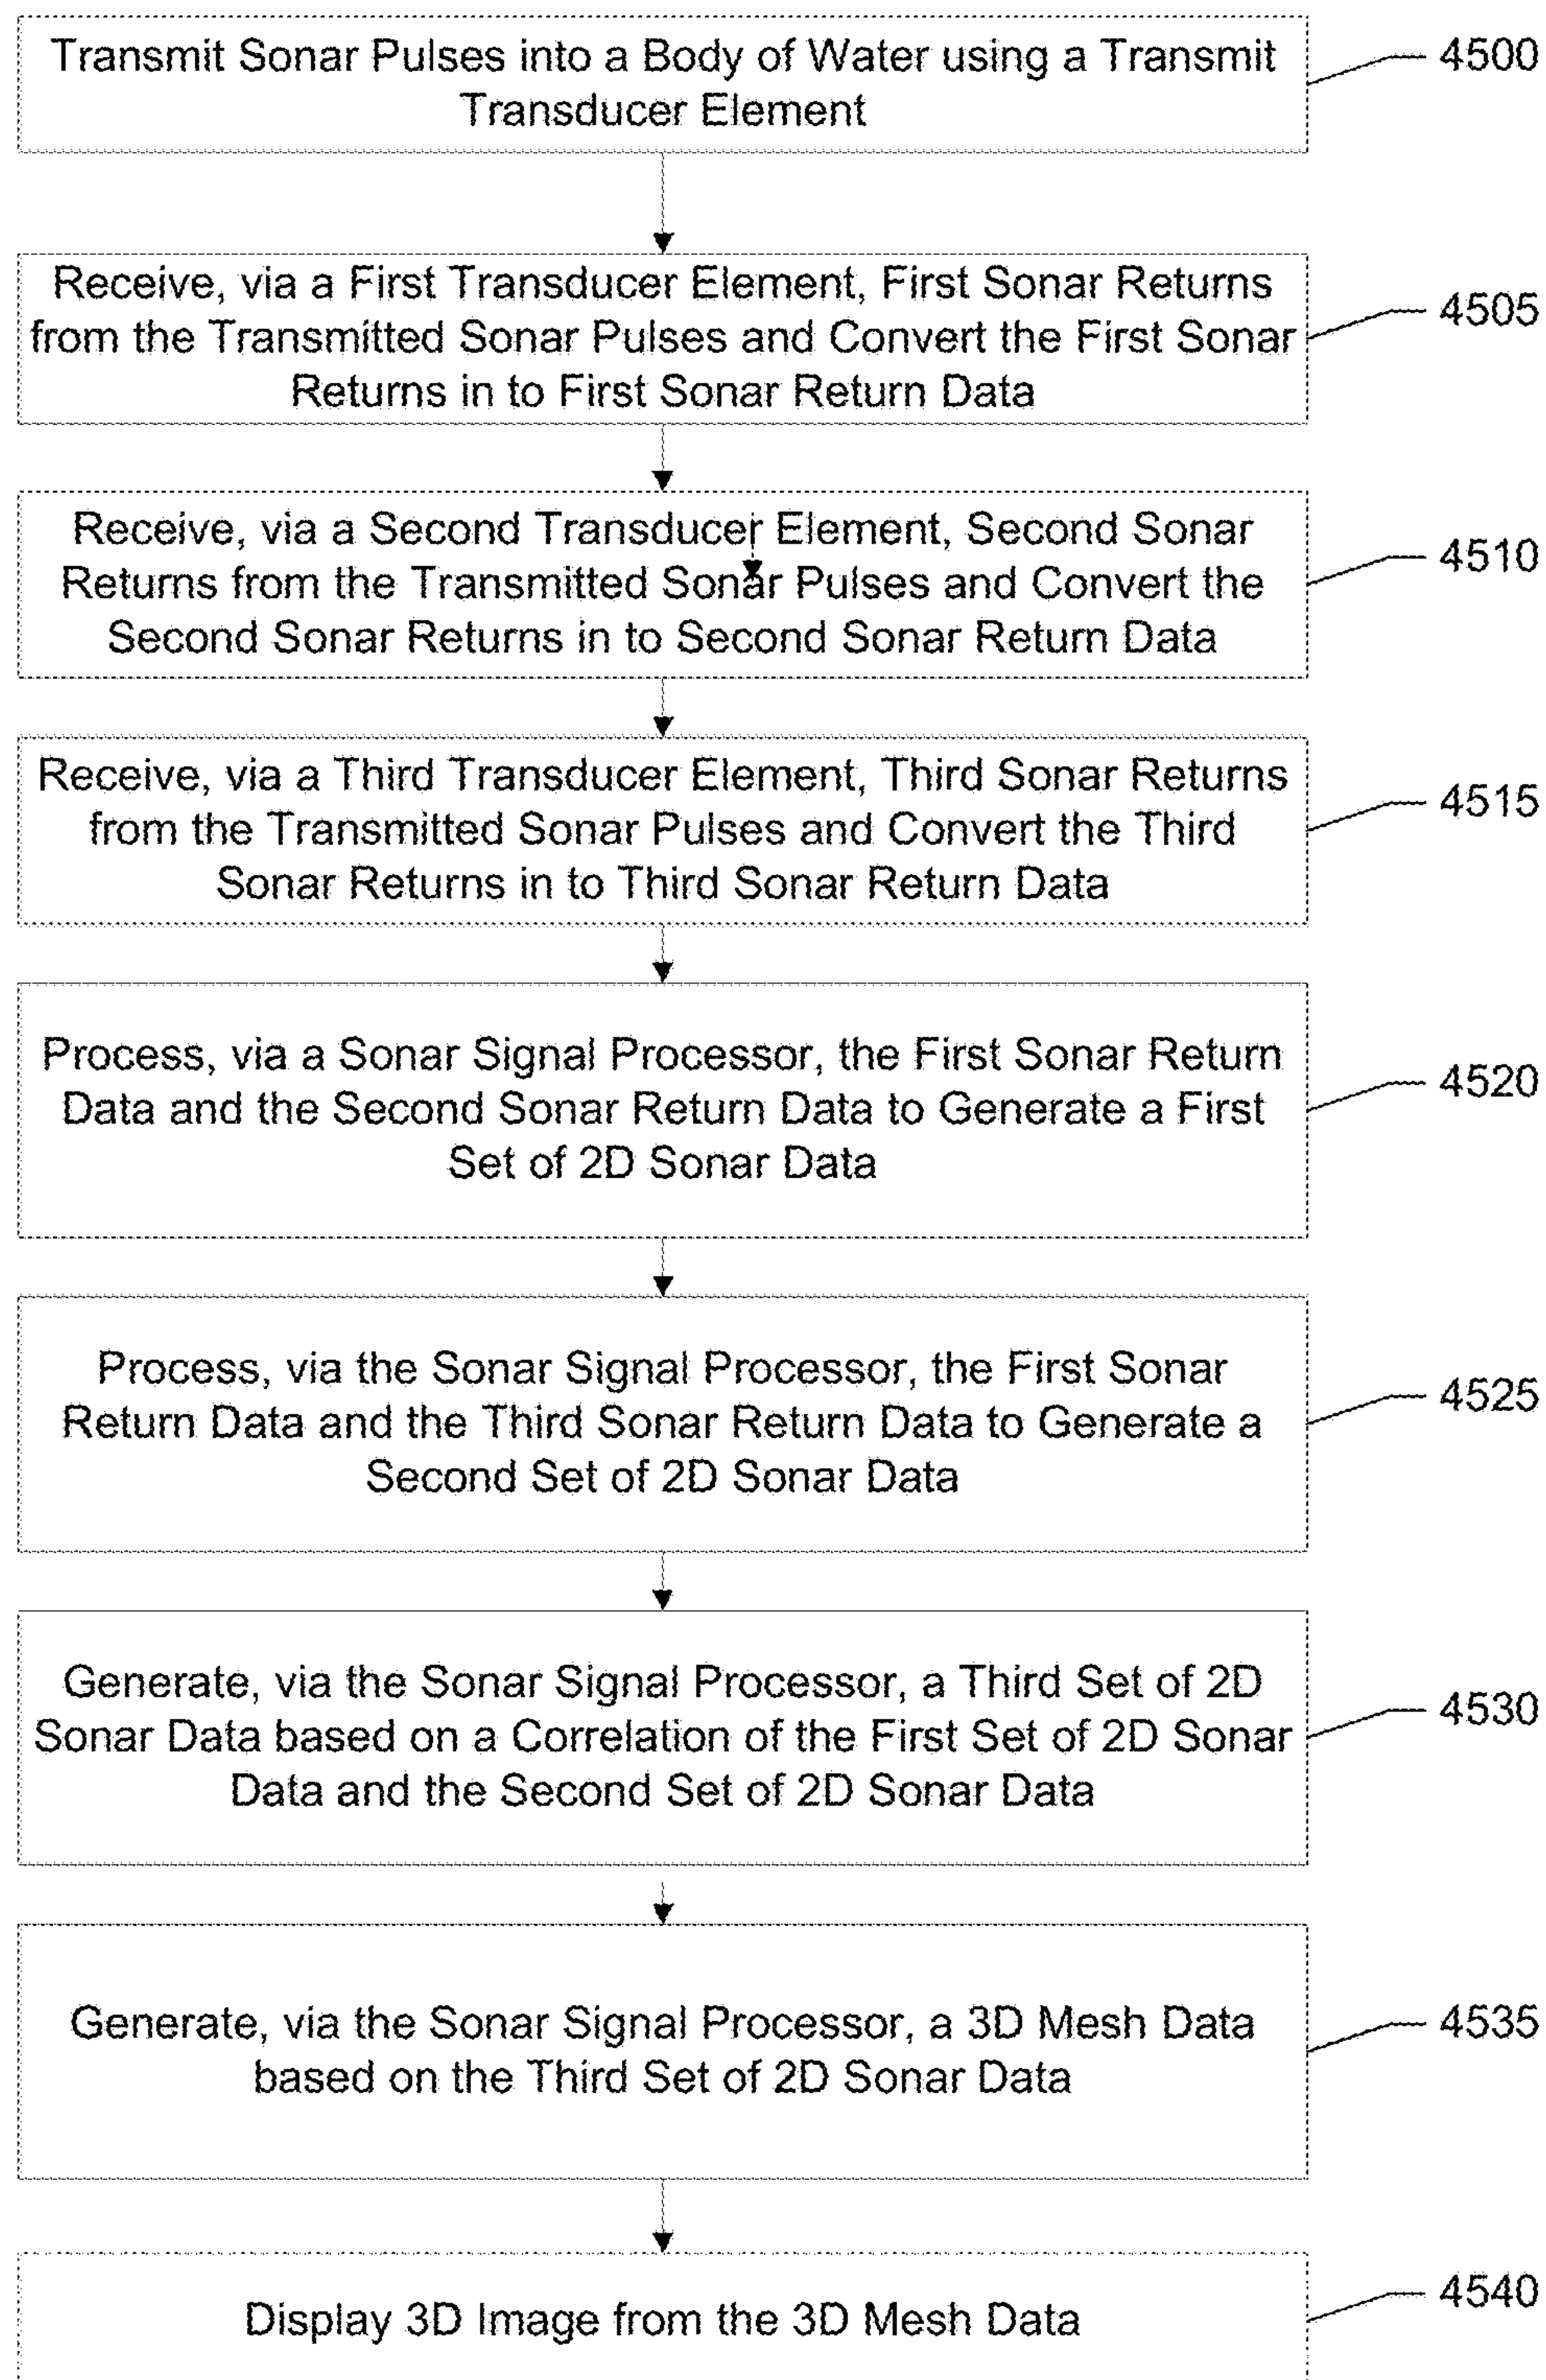 Transmit Sonar Pulses into a Body of Water using a Transmit
Transducer Element
4500
Receive, via a First Transducer Element, First Sonar Returns
from the Transmitted Sonar Pulses and Convert the First Sonar
Returns in to First Sonar Return Data
4505
Receive, via a Second Transducer Element, Second Sonar
Returns from the Transmitted Sonar Pulses and Convert the
Second Sonar Returns in to Second Sonar Return Data
4510
Receive, via a Third Transducer Element, Third Sonar Returns
from the Transmitted Sonar Pulses and Convert the Third
Sonar Returns in to Third Sonar Return Data
4515
Process, via a Sonar Signal Processor, the First Sonar Return
Data and the Second Sonar Return Data to Generate a First
Set of 2D Sonar Data
4520
Process, via the Sonar Signal Processor, the First Sonar
Return Data and the Third Sonar Return Data to Generate a
Second Set of 2D Sonar Data
4525
Generate, via the Sonar Signal Processor, a Third Set of 2D
Sonar Data based on a Correlation of the First Set of 2D Sonar
Data and the Second Set of 2D Sonar Data
4530
Generate, via the Sonar Signal Processor, a 3D Mesh Data
based on the Third Set of 2D Sonar Data
4535
Display 3D Image from the 3D Mesh Data
4540